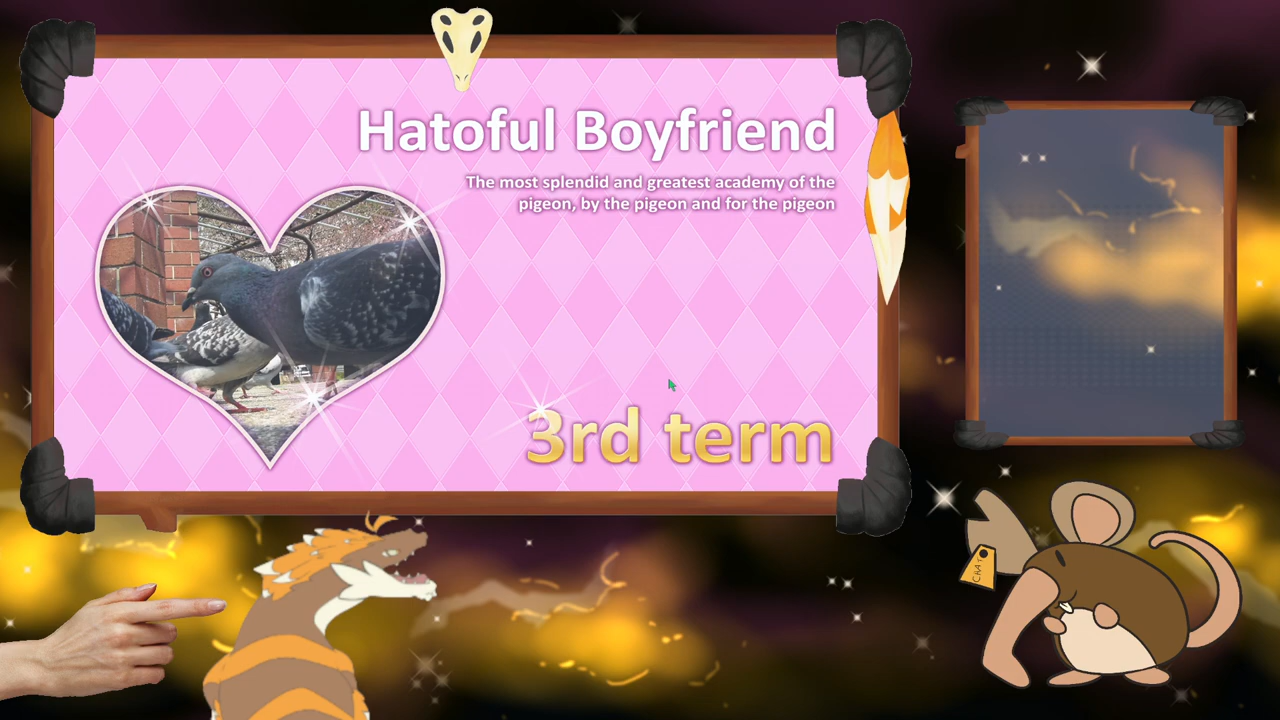 Hatoful Boyfriend
The most splendid and greatest academy of the
pigeon, by the pigeon and for the pigeon
3rd term
CHAT